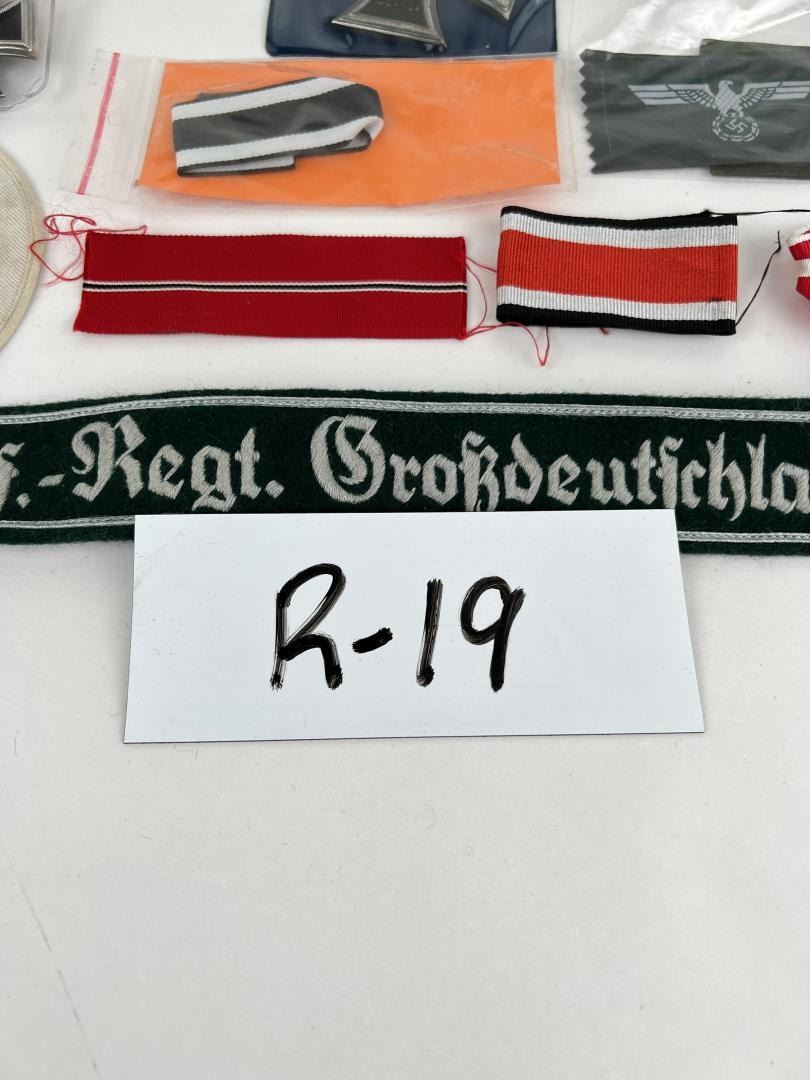 f.-Regt. Großdeutschla
R-19